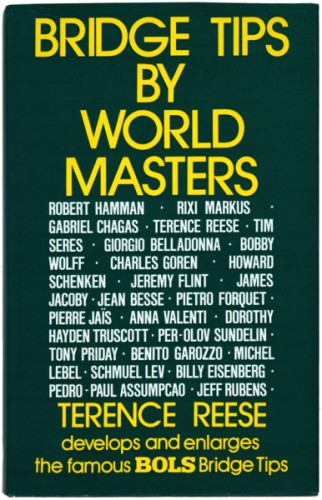 BRIDGE TIPS
BY
WORLD
MASTERS
ROBERT HAMMAN · RIXI MARKUS ·
GABRIEL CHAGAS · TERENCE REESE · TIM
SERES · GIORGIO BELLADONNA · BOBBY
WOLFF · CHARLES GOREN · HOWARD
SCHENKEN · JEREMY FLINT · JAMES
JACOBY · JEAN BESSE · PIETRO FORQUET ·
PIERRE JAÏS · ANNA VALENTI · DOROTHY
HAYDEN TRUSCOTT · PER-OLOV SUNDELIN ·
TONY PRIDAY · BENITO GAROZZO · MICHEL
LEBEL · SCHMUEL LEV · BILLY EISENBERG ·
PEDRO-PAUL ASSUMPCAO · JEFF RUBENS ·
TERENCE REESE
develops and enlarges
the famous BOLS Bridge Tips